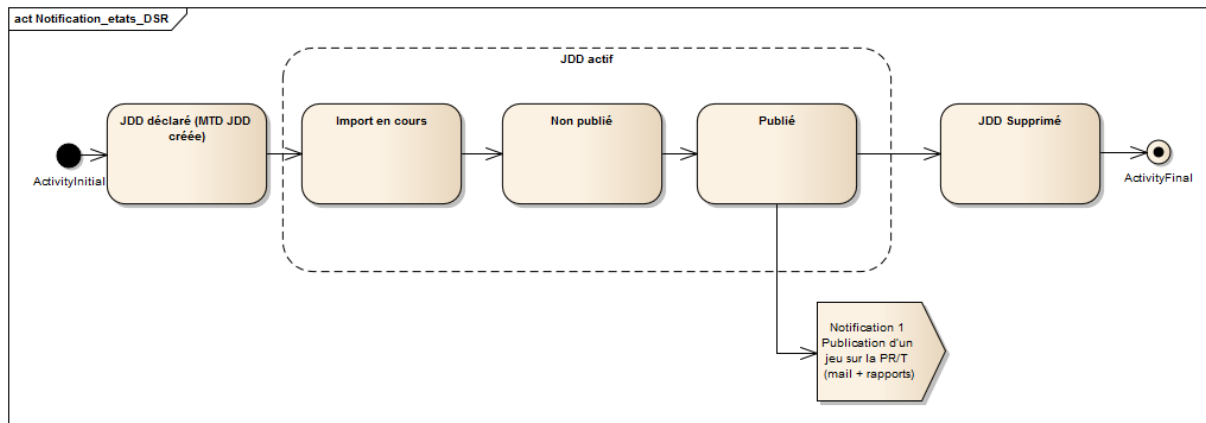 act Notification_etats_DSR
JDD actif
JDD déclaré (MTD JDD
créée)
Import en cours
Non publié
Publié
JDD Supprimé
ActivityInitial
ActivityFinal
Notification 1
Publication d'un
jeu sur la PR/T
(mail + rapports)